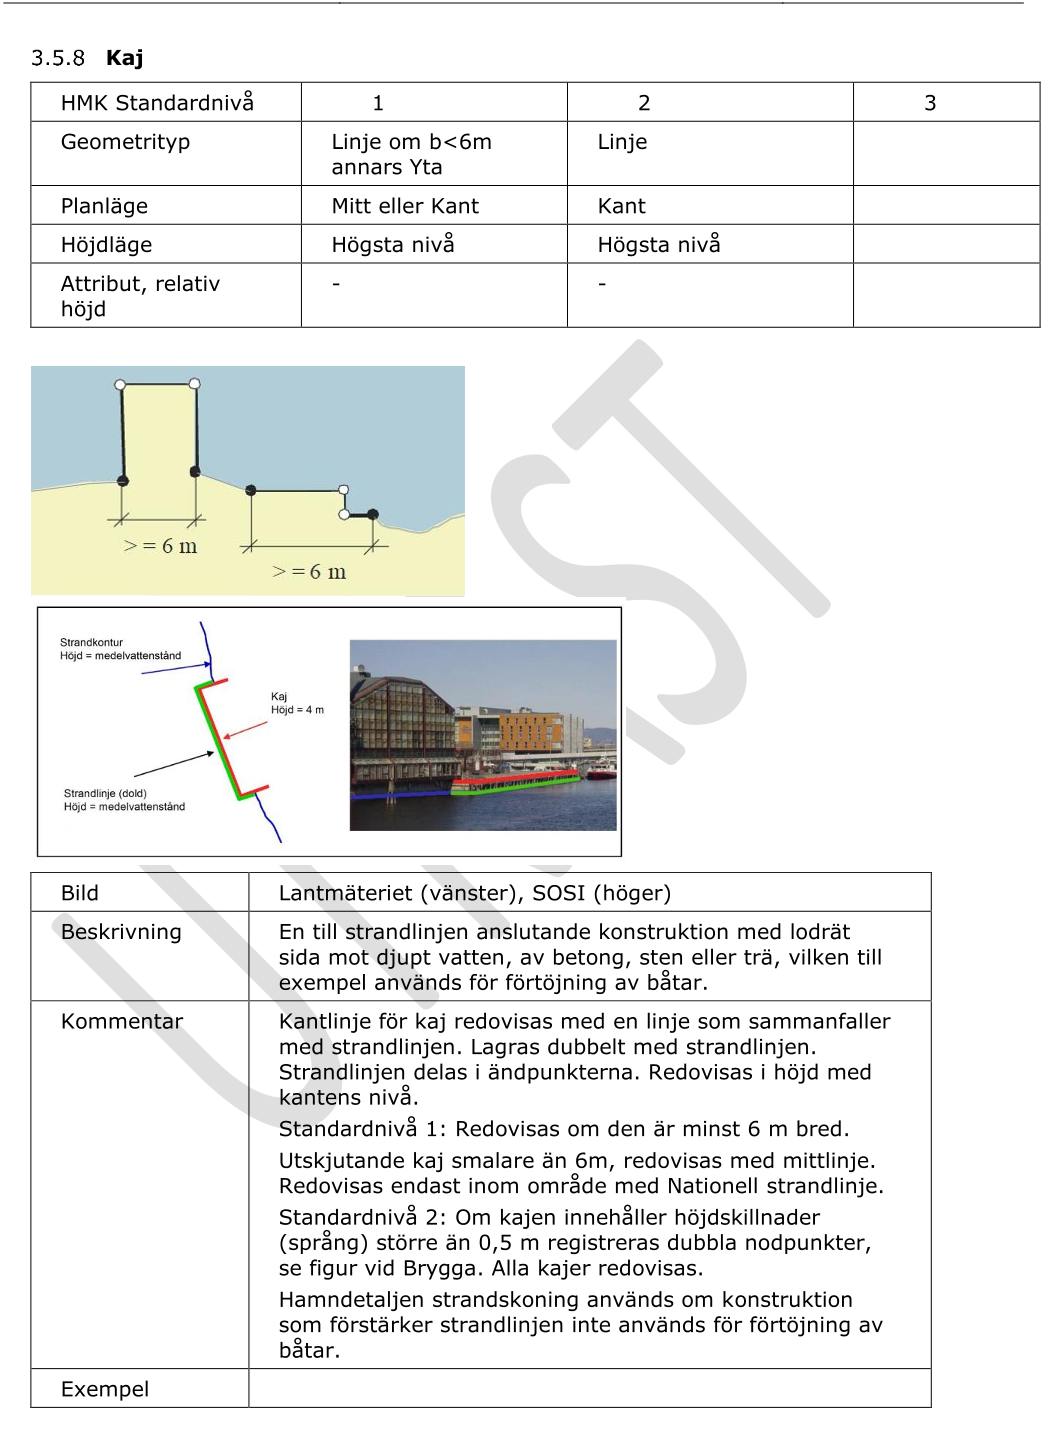 3.5.8 Kaj
HMK Standardnivå 1 2 3
Geometrityp Linje om b<6m Linje
annars Yta
Planläge Mitt eller Kant Kant
Höjdläge Högsta nivå Högsta nivå
Attribut, relativ - -
höjd
> = 6 m
> = 6 m
Strandkontur
Höjd = medelvattenstånd
Kaj
Höjd = 4 m
Strandlinje (dold)
Höjd = medelvattenstånd
Bild Lantmäteriet (vänster), SOSI (höger)
Beskrivning En till strandlinjen anslutande konstruktion med lodrät
sida mot djupt vatten, av betong, sten eller trä, vilken till
exempel används för förtöjning av båtar.
Kommentar Kantlinje för kaj redovisas med en linje som sammanfaller
med strandlinjen. Lagras dubbelt med strandlinjen.
Strandlinjen delas i ändpunkterna. Redovisas i höjd med
kantens nivå.
Standardnivå 1: Redovisas om den är minst 6 m bred.
Utskjutande kaj smalare än 6m, redovisas med mittlinje.
Redovisas endast inom område med Nationell strandlinje.
Standardnivå 2: Om kajen innehåller höjdskillnader
(språng) större än 0,5 m registreras dubbla nodpunkter,
se figur vid Brygga. Alla kajer redovisas.
Hamndetaljen strandskoning används om konstruktion
som förstärker strandlinjen inte används för förtöjning av
båtar.
Exempel